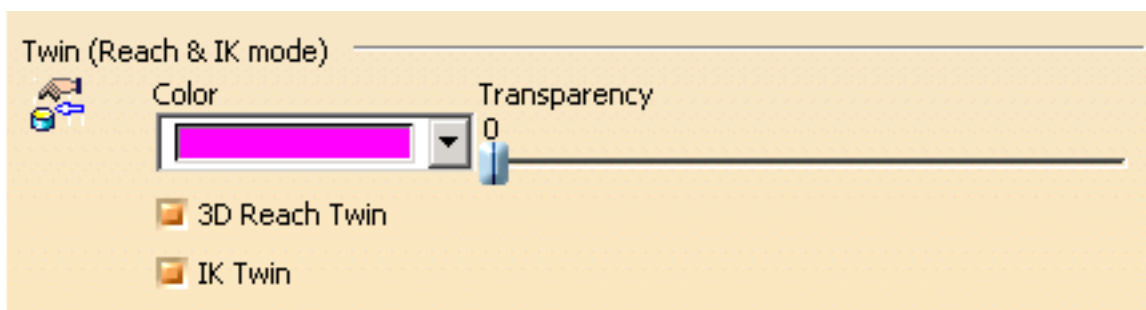 Twin (Reach & IK mode)
Color
Transparency
0
3D Reach Twin
IK Twin